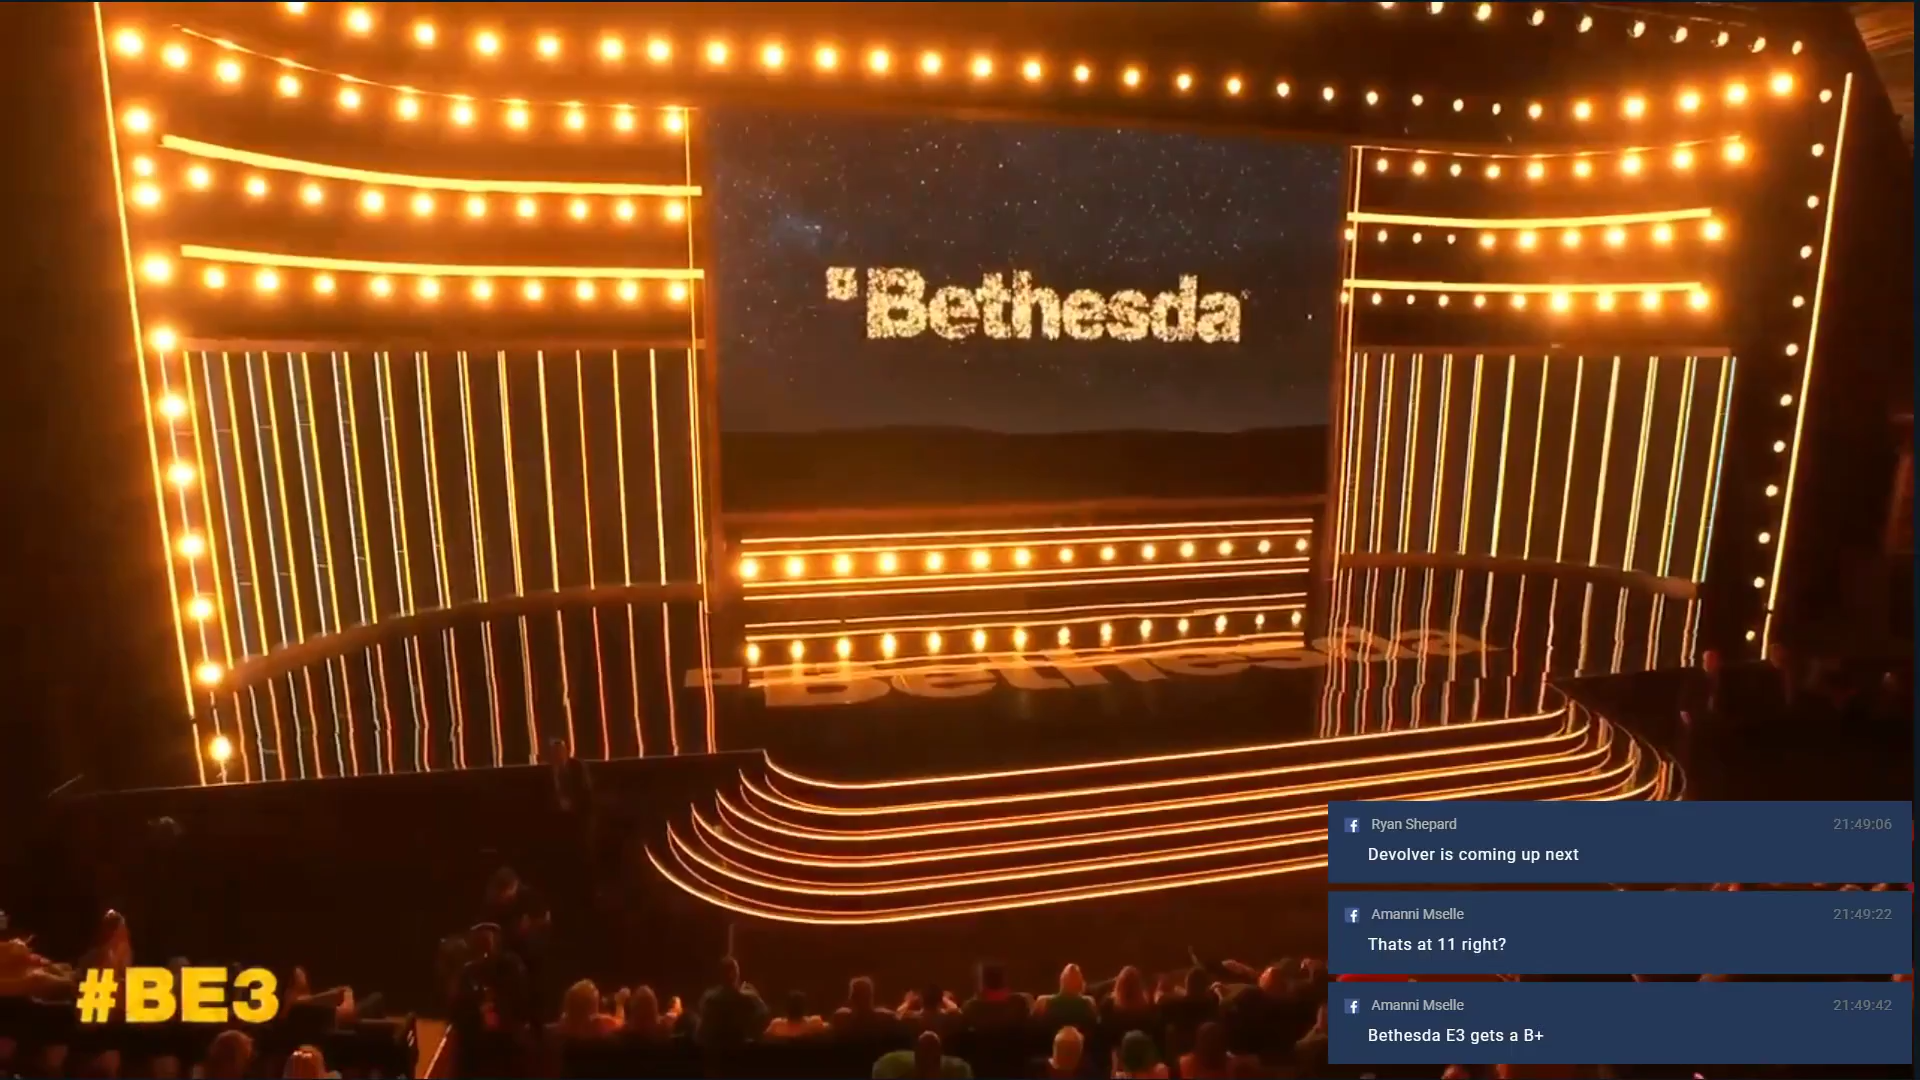 Bethesda
Bethesda
#BE3
Ryan Shepard 21:49:06
Devolver is coming up next
Amanni Mselle 21:49:22
Thats at 11 right?
Amanni Mselle 21:49:42
Bethesda E3 gets a B+